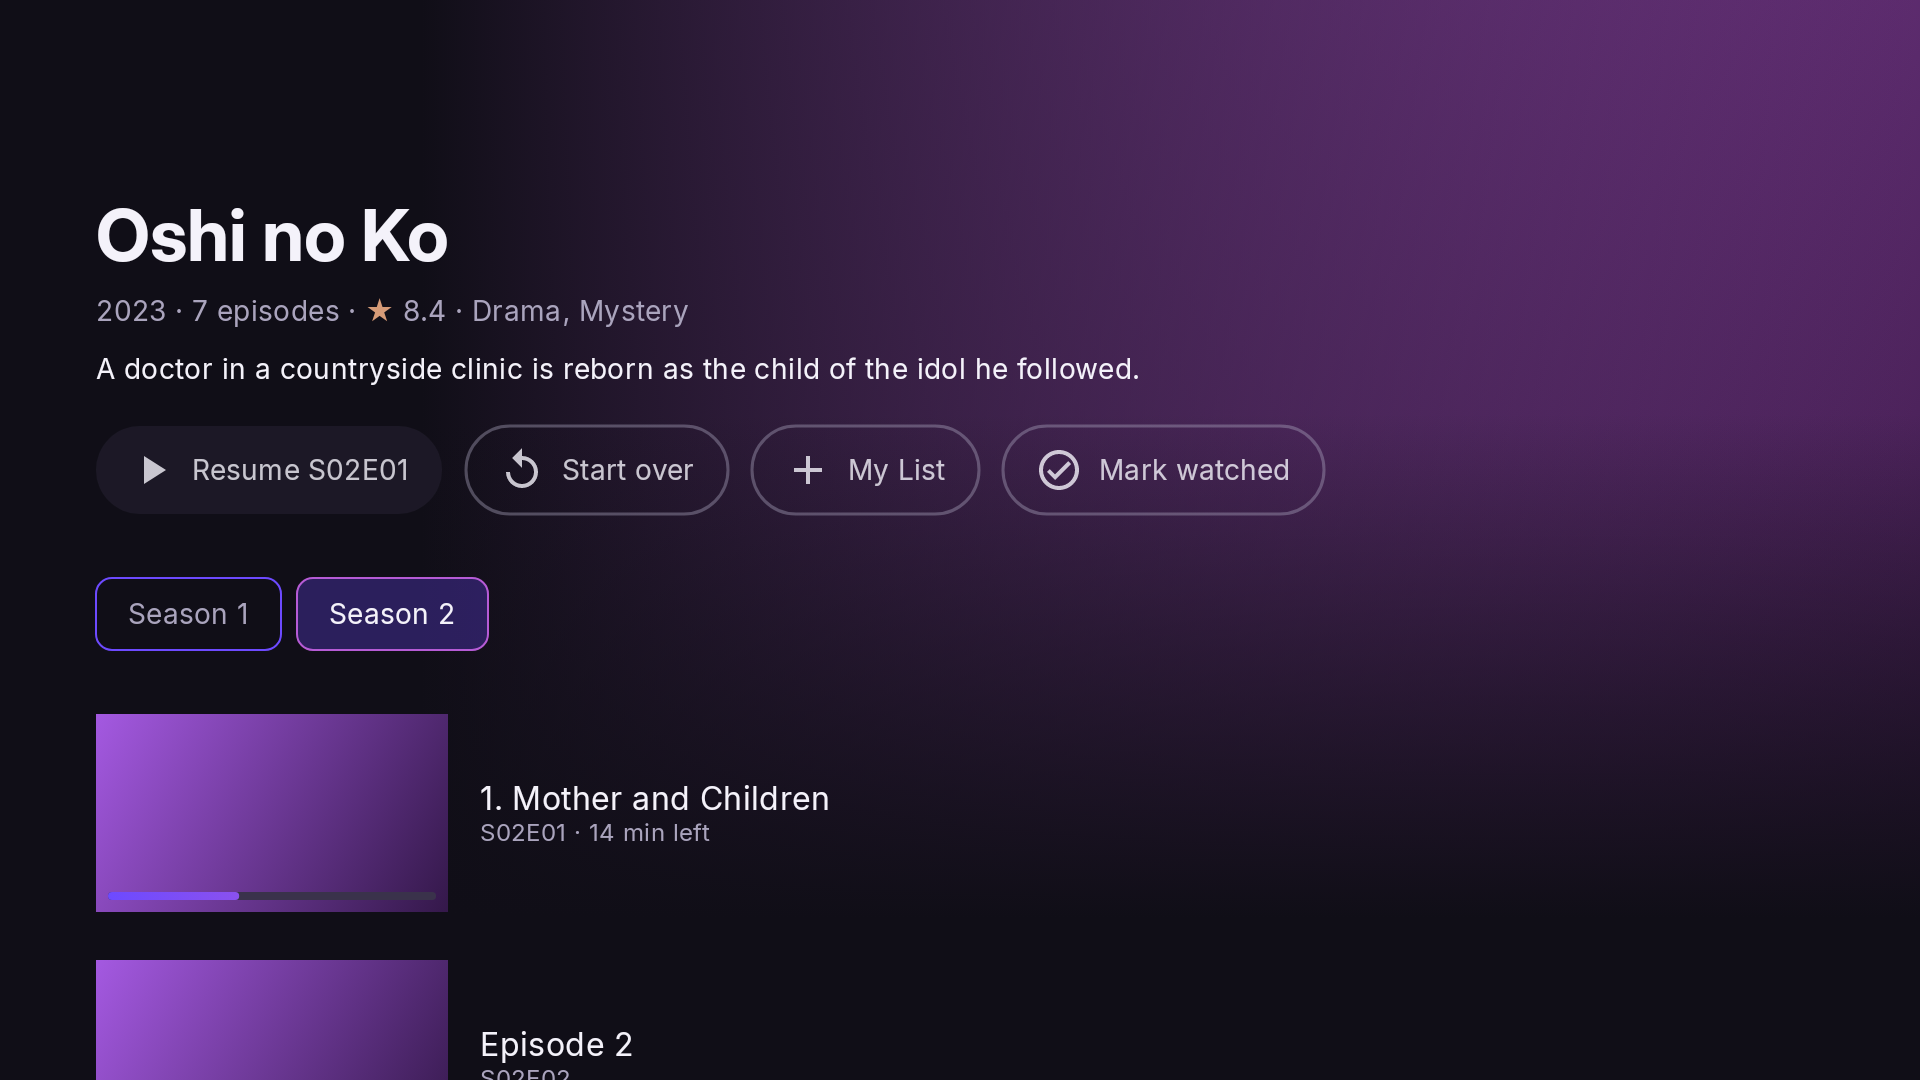 Oshi no Ko
2023 · 7 episodes · ★ 8.4 · Drama, Mystery
A doctor in a countryside clinic is reborn as the child of the idol he followed.
Resume S02E01
Start over
My List
Mark watched
Season 1
Season 2
1. Mother and Children
S02E01 · 14 min left
Episode 2
S02E02